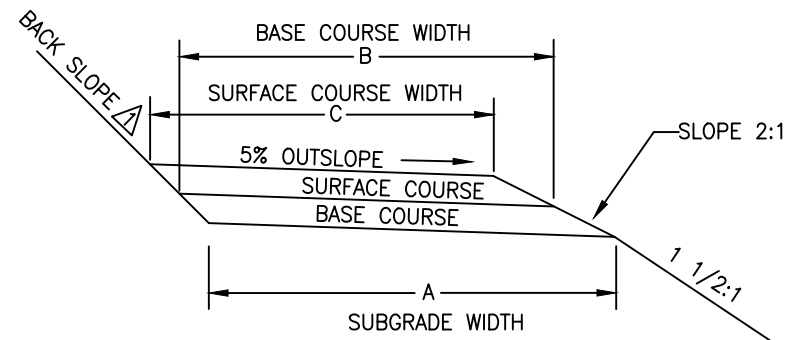 BASE COURSE WIDTH
B
BACK SLOPE 1
SURFACE COURSE WIDTH
C
SLOPE 2:1
5% OUTSLOPE
SURFACE COURSE
BASE COURSE
1 1/2:1
A
SUBGRADE WIDTH